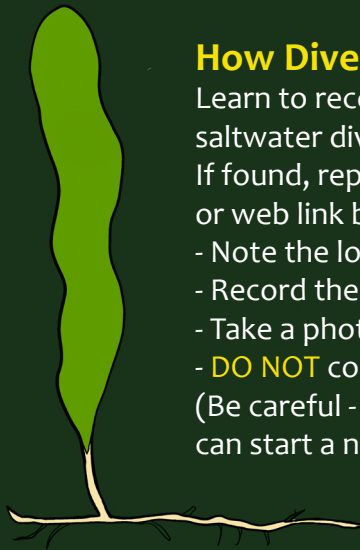 How Dive
Learn to reco
saltwater div
If found, rep
or web link b
- Note the lo
- Record the
- Take a phot
- DO NOT co
(Be careful -
can start a n